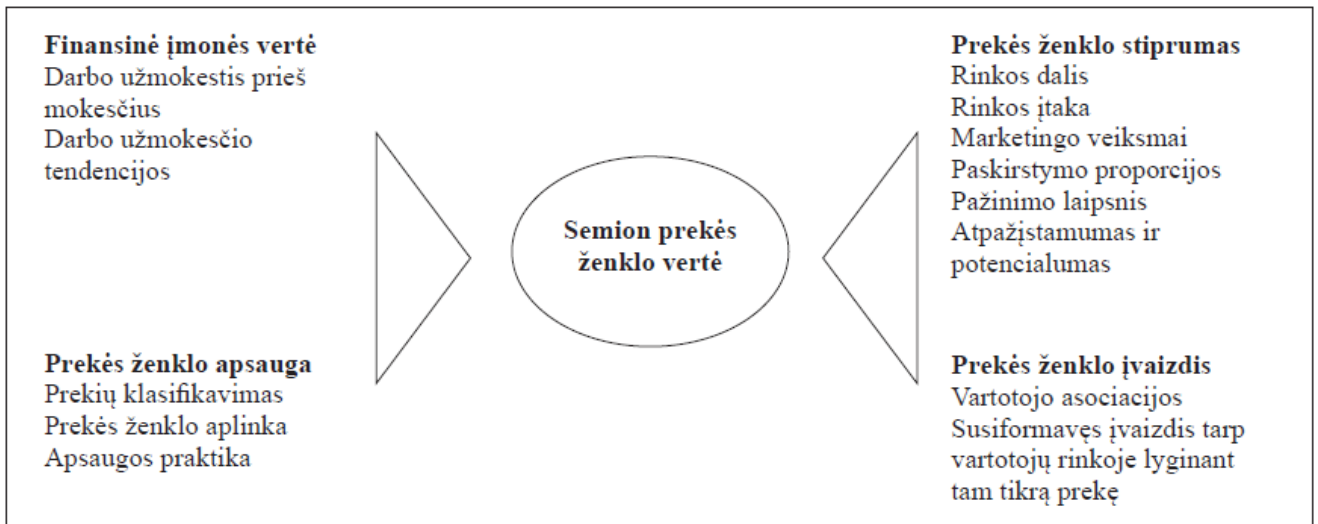 Finansinė įmonės vertė
Darbo užmokestis prieš
mokesčius
Darbo užmokesčio
tendencijos
Prekės ženklo apsauga
Prekių klasifikavimas
Prekės ženklo aplinka
Apsaugos praktika
Semion prekės
ženklo vertė
Prekės ženklo stiprumas
Rinkos dalis
Rinkos įtaka
Marketingo veiksmai
Paskirstymo proporcijos
Pažinimo laipsnis
Atpažįstamumas ir
potencialumas
Prekės ženklo įvaizdis
Vartotojo asociacijos
Susiformavęs įvaizdis tarp
vartotojų rinkoje lyginant
tam tikrą prekę